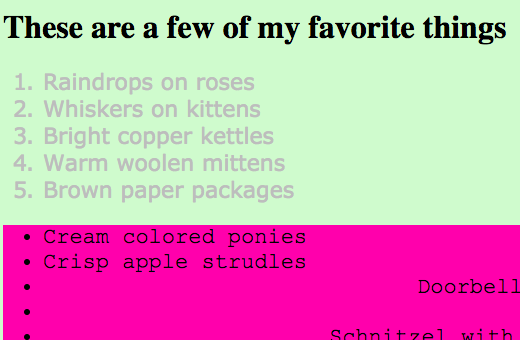 These are a few of my favorite things
1. Raindrops on roses
2. Whiskers on kittens
3. Bright copper kettles
4. Warm woolen mittens
5. Brown paper packages
• Cream colored ponies
• Crisp apple strudles
• Doorbell
•
• Schnitzel with